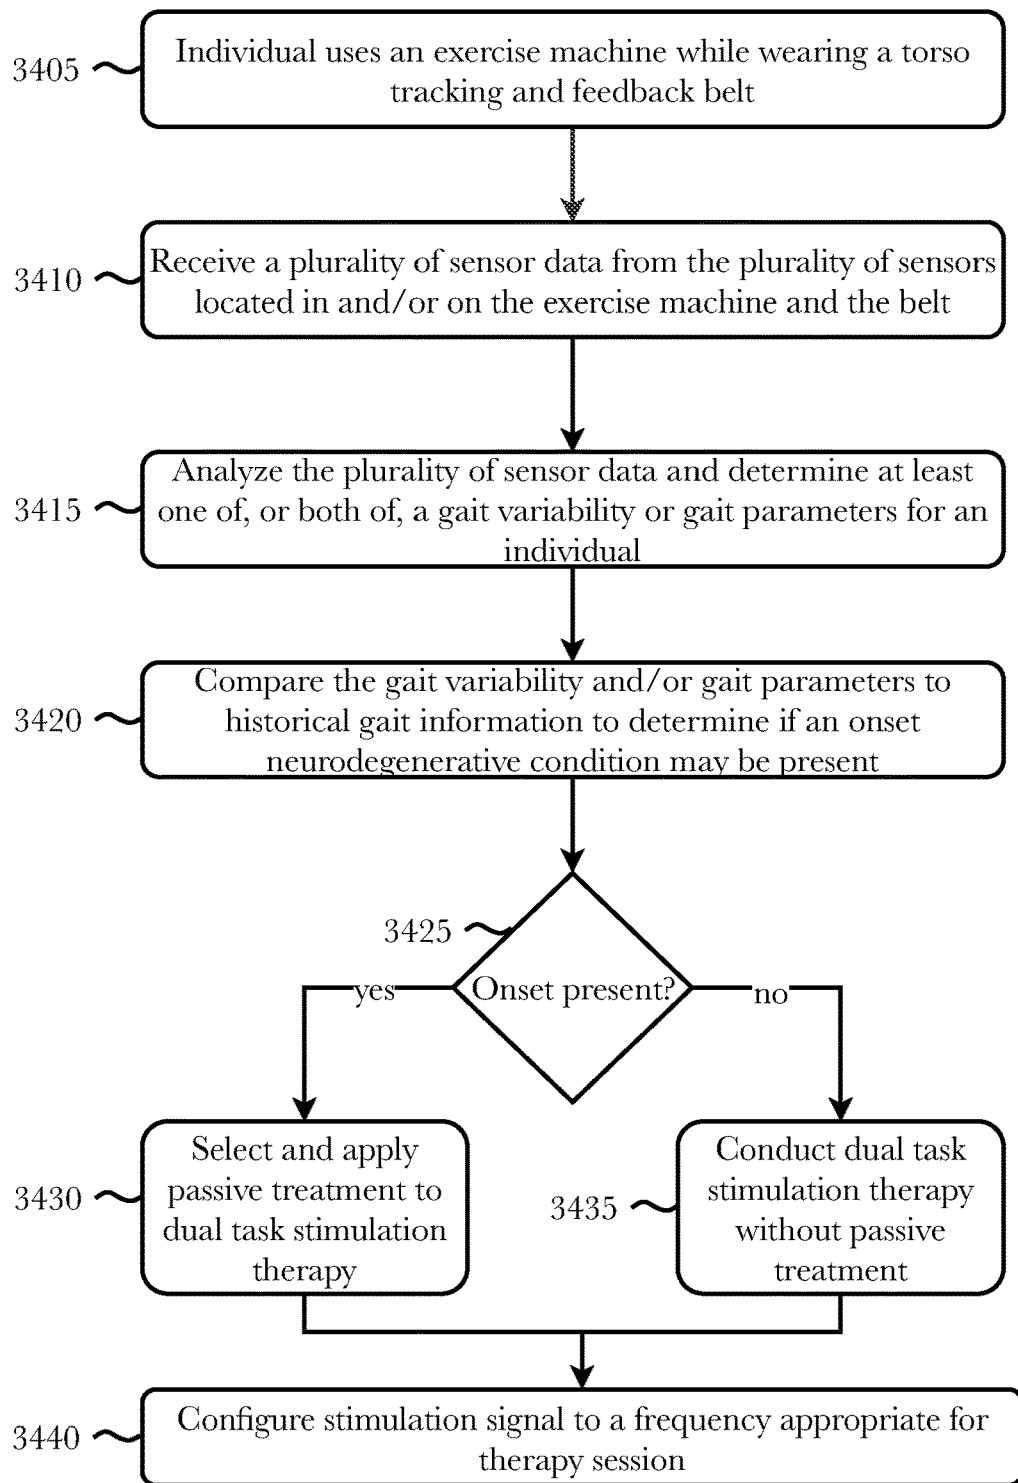 3405
Individual uses an exercise machine while wearing a torso
tracking and feedback belt
3410
Receive a plurality of sensor data from the plurality of sensors
located in and/or on the exercise machine and the belt
3415
Analyze the plurality of sensor data and determine at least
one of, or both of, a gait variability or gait parameters for an
individual
3420
Compare the gait variability and/or gait parameters to
historical gait information to determine if an onset
neurodegenerative condition may be present
3425
Onset present?
yes
no
3430
Select and apply
passive treatment to
dual task stimulation
therapy
3435
Conduct dual task
stimulation therapy
without passive
treatment
3440
Configure stimulation signal to a frequency appropriate for
therapy session